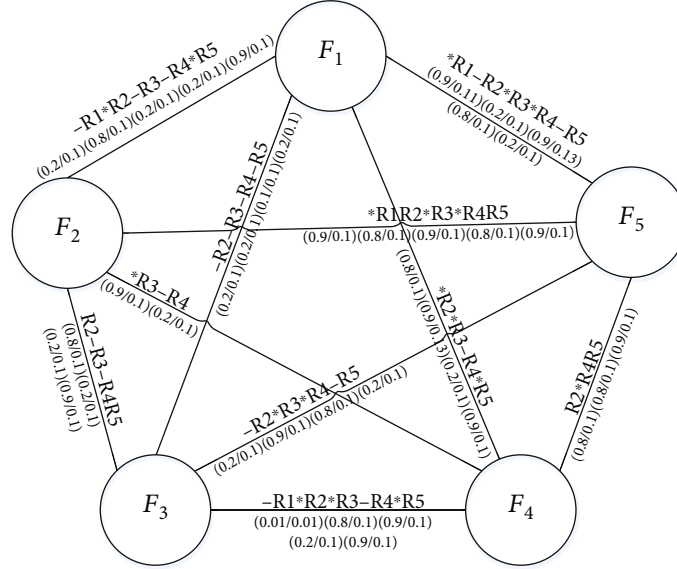 F1
–R1*R2–R3–R4*R5
(0.2/0.1)(0.8/0.1)(0.2/0.1)(0.2/0.1)(0.9/0.1)
*R1–R2*R3*R4–R5
(0.9/0.11)(0.2/0.1)(0.9/0.13)
(0.8/0.1)(0.2/0.1)
–R2–R3–R4–R5
(0.2/0.1)(0.2/0.1)(0.1/0.1)(0.2/0.1)
F2
*R1R2*R3*R4R5
(0.9/0.1)(0.8/0.1)(0.9/0.1)(0.8/0.1)(0.9/0.1)
F5
*R3–R4
(0.9/0.1)(0.2/0.1)
*R2*R3–R4*R5
(0.8/0.1)(0.9/0.13)(0.2/0.1)(0.9/0.1)
R2–R3–R4R5
(0.8/0.1)(0.2/0.1)
(0.2/0.1)(0.9/0.1)
–R2*R3*R4–R5
(0.2/0.1)(0.9/0.1)(0.8/0.1)(0.2/0.1)
R2*R4R5
(0.8/0.1)(0.8/0.1)(0.9/0.1)
F3
–R1*R2*R3–R4*R5
(0.01/0.01)(0.8/0.1)(0.9/0.1)
(0.2/0.1)(0.9/0.1)
F4